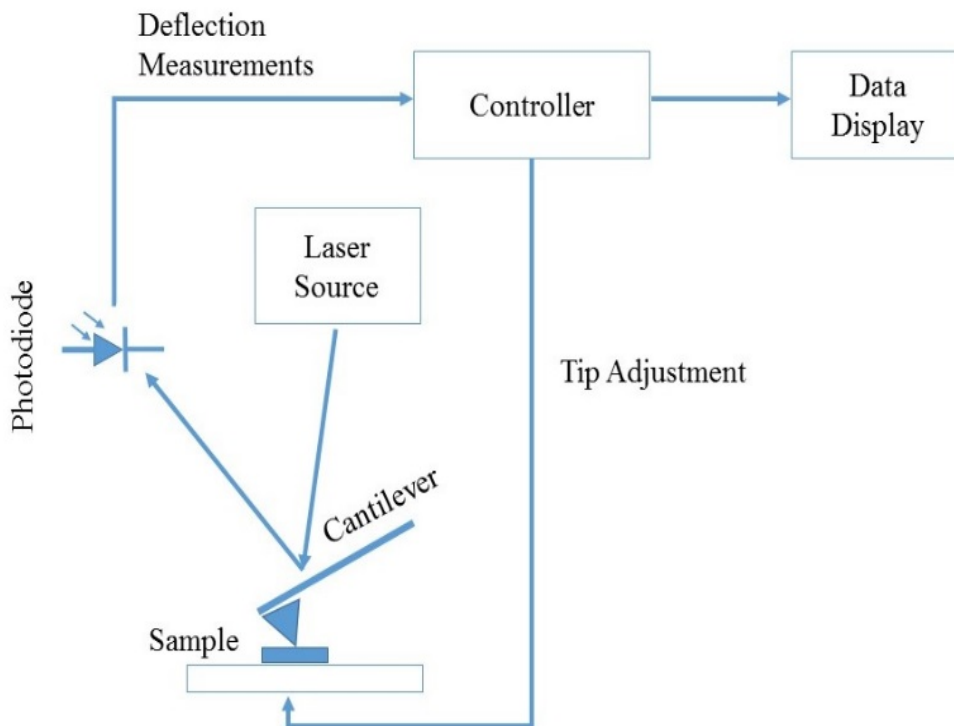 Deflection
Measurements
Controller
Data
Display
Laser
Source
Photodiode
Tip Adjustment
Cantilever
Sample